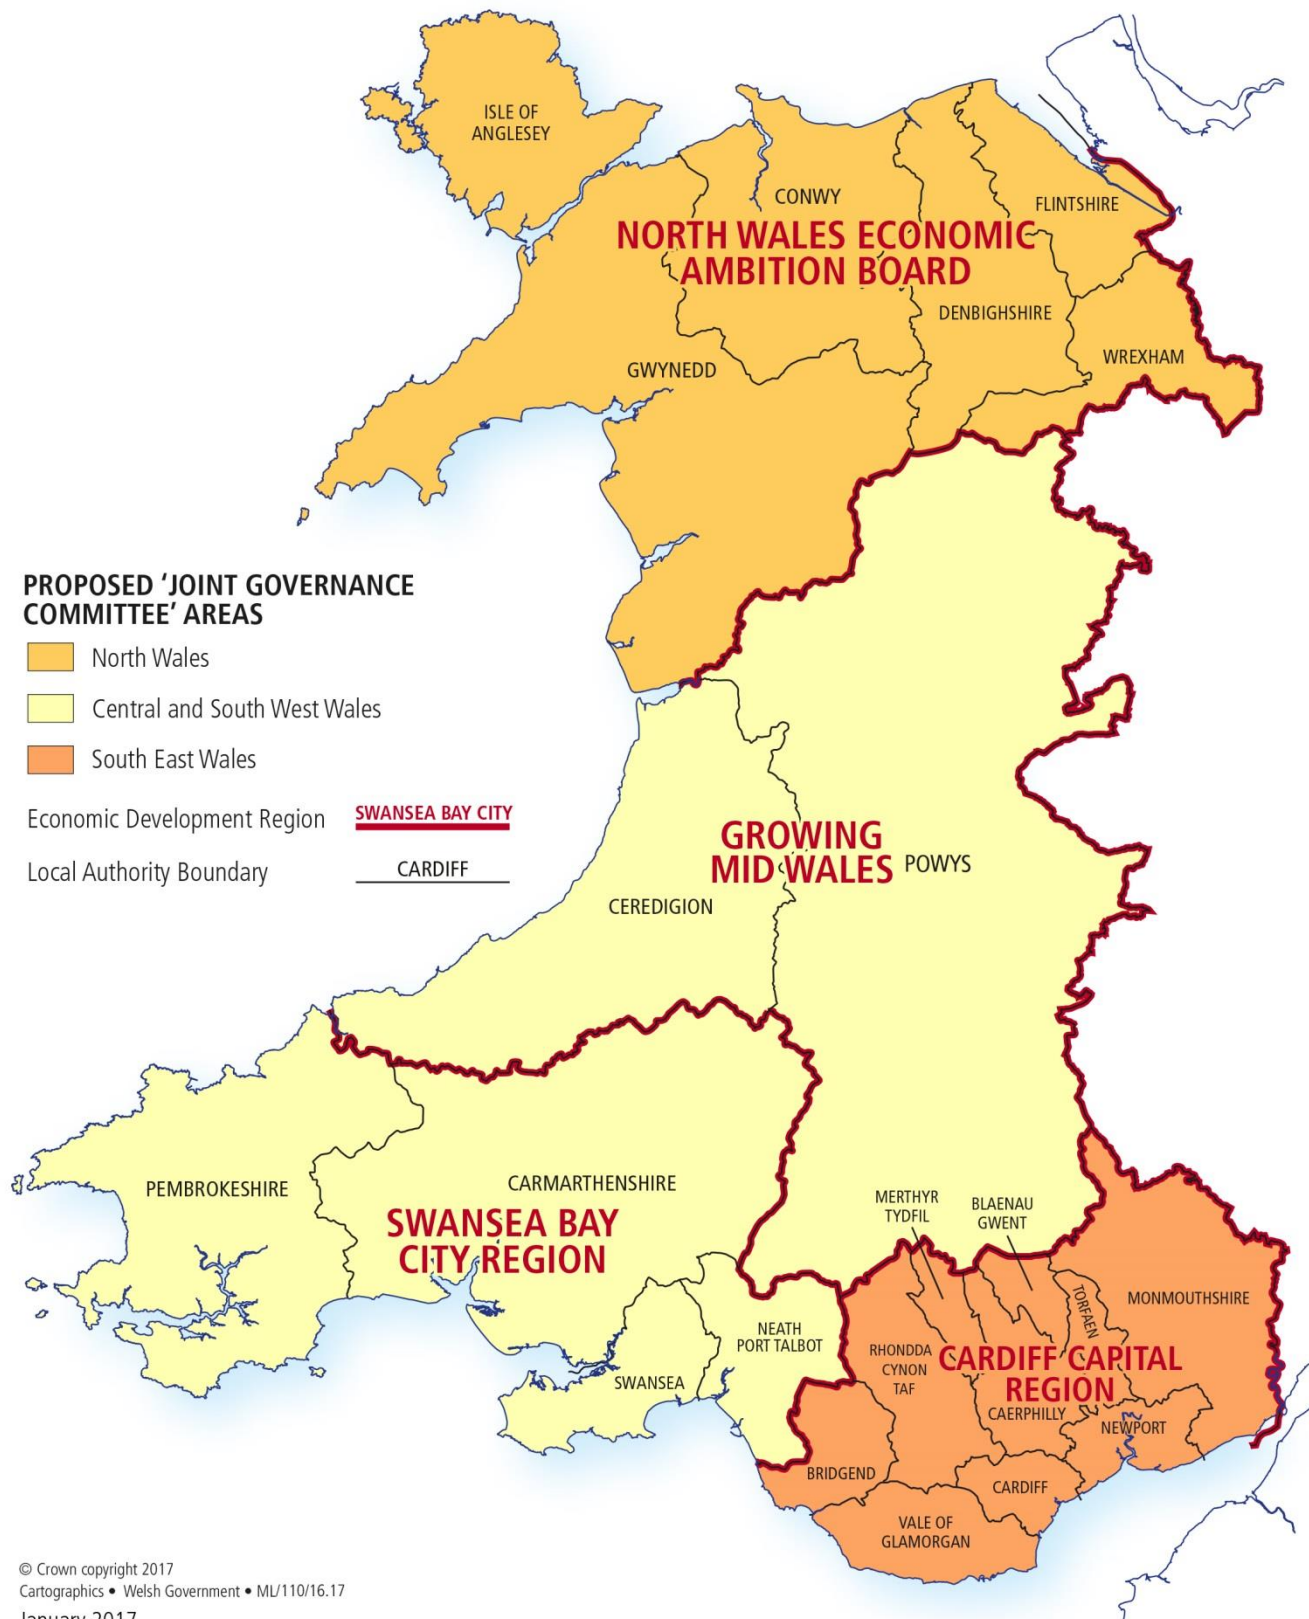 ISLE OF
ANGLESEY
CONWY
FLINTSHIRE
NORTH WALES ECONOMIC
AMBITION BOARD
DENBIGHSHIRE
WREXHAM
GWYNEDD
PROPOSED ‘JOINT GOVERNANCE
COMMITTEE’ AREAS
North Wales
Central and South West Wales
South East Wales
Economic Development Region SWANSEA BAY CITY
Local Authority Boundary CARDIFF
GROWING
MID WALES
POWYS
CEREDIGION
PEMBROKESHIRE
CARMARTHENSHIRE
SWANSEA BAY
CITY REGION
MERTHYR
TYDFIL
BLAENAU
GWENT
TORFAEN
MONMOUTHSHIRE
NEATH
PORT TALBOT
RHONDDA
CYNON
TAF
CARDIFF CAPITAL
REGION
SWANSEA
CAERPHILLY
NEWPORT
BRIDGEND
CARDIFF
VALE OF
GLAMORGAN
© Crown copyright 2017
Cartographics • Welsh Government • ML/110/16.17
January 2017